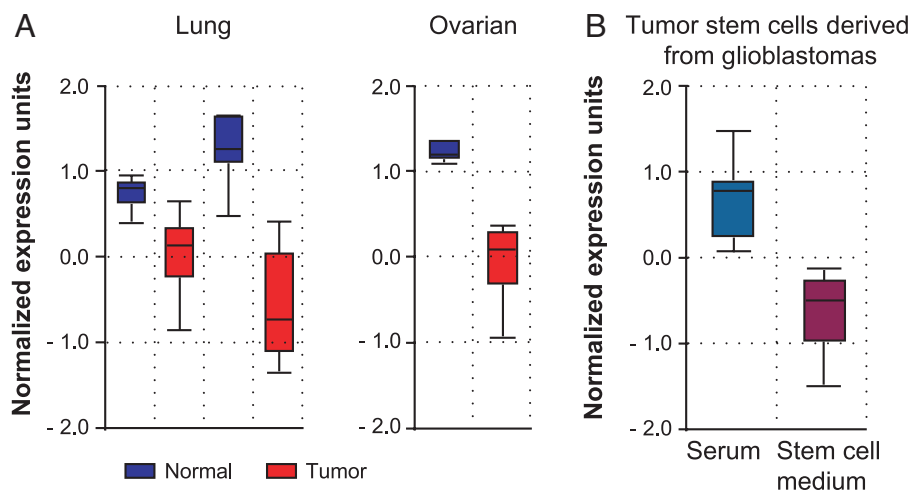 A
Lung
Ovarian
Normalized expression units
2.0
1.0
0.0
- 1.0
- 2.0
2.0
1.0
0.0
- 1.0
- 2.0
Normal
Tumor
B
Tumor stem cells derived
from glioblastomas
Normalized expression units
2.0
1.0
0.0
- 1.0
- 2.0
Serum
Stem cell
medium